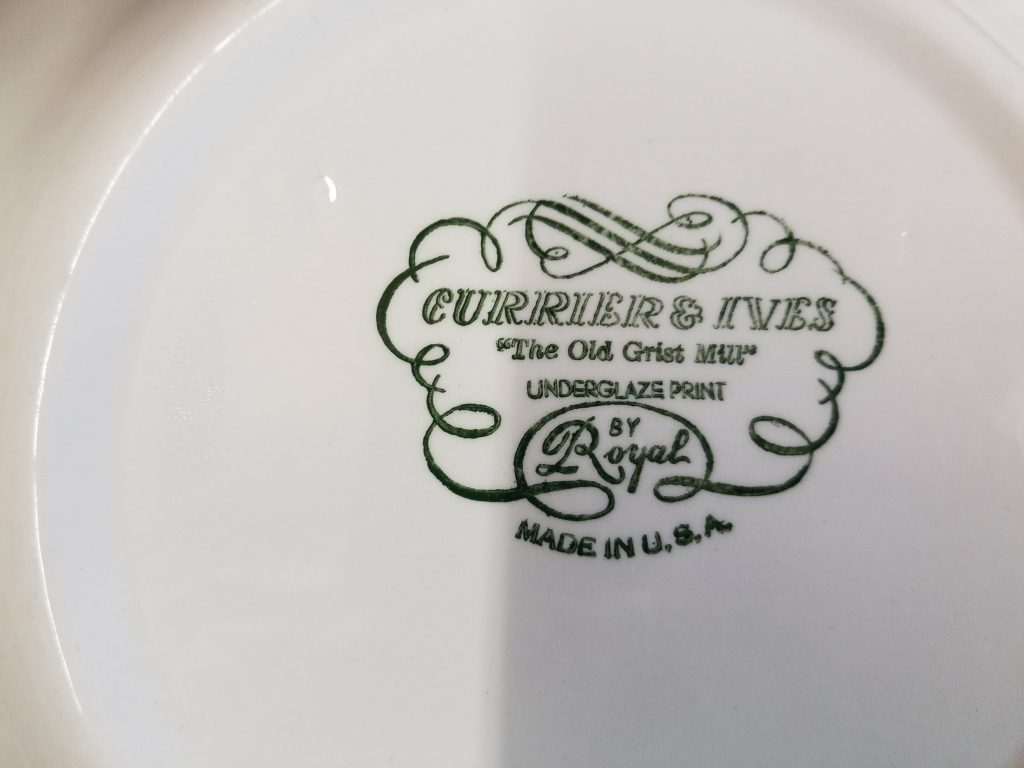 CURRIER & IVES
"The Old Grist Mill"
UNDERGLAZE PRINT
BY
Royal
MADE IN U.S.A.